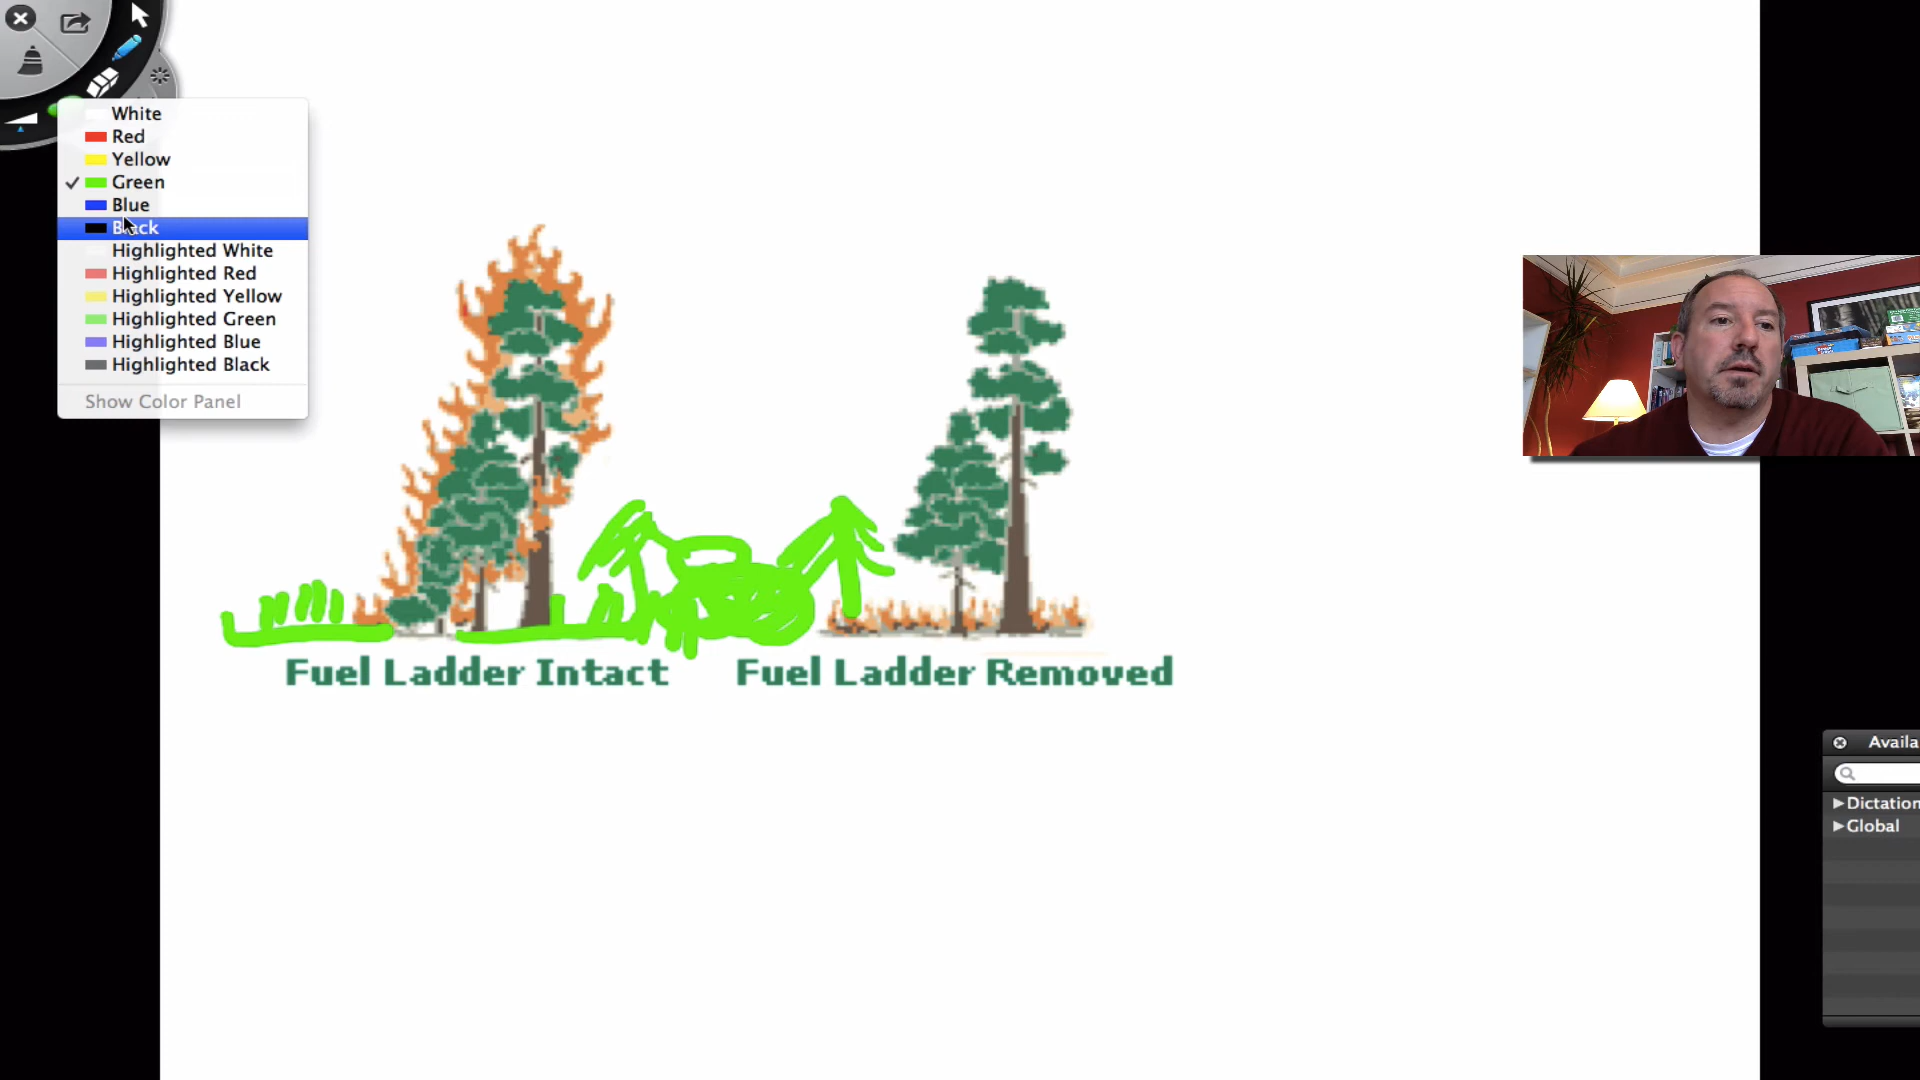 White
Red
Yellow
Green
Blue
Black
Highlighted White
Highlighted Red
Highlighted Yellow
Highlighted Green
Highlighted Blue
Highlighted Black
Show Color Panel
Fuel Ladder Intact
Fuel Ladder Removed
Availa
Dictation
Global